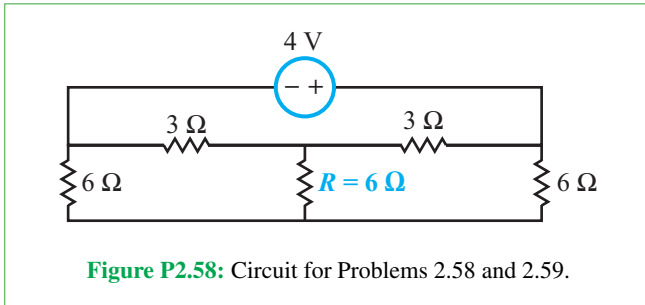 4 V
− +
3 Ω
3 Ω
6 Ω
R = 6 Ω
6 Ω
Figure P2.58: Circuit for Problems 2.58 and 2.59.